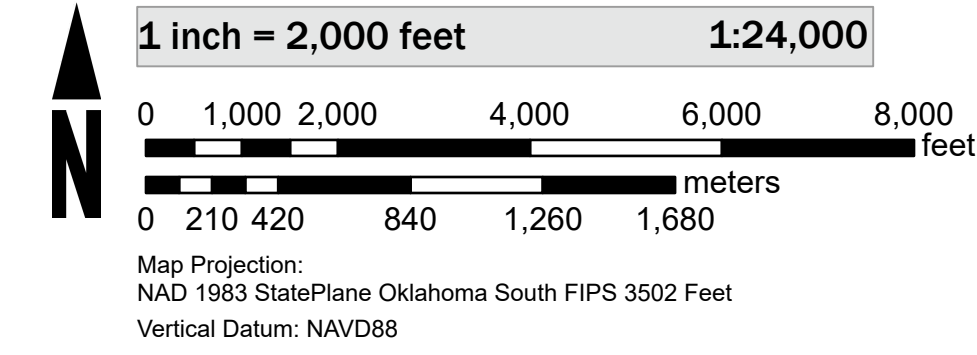 N
1 inch = 2,000 feet 1:24,000
0 1,000 2,000 4,000 6,000 8,000
feet
meters
0 210 420 840 1,260 1,680
Map Projection:
NAD 1983 StatePlane Oklahoma South FIPS 3502 Feet
Vertical Datum: NAVD88